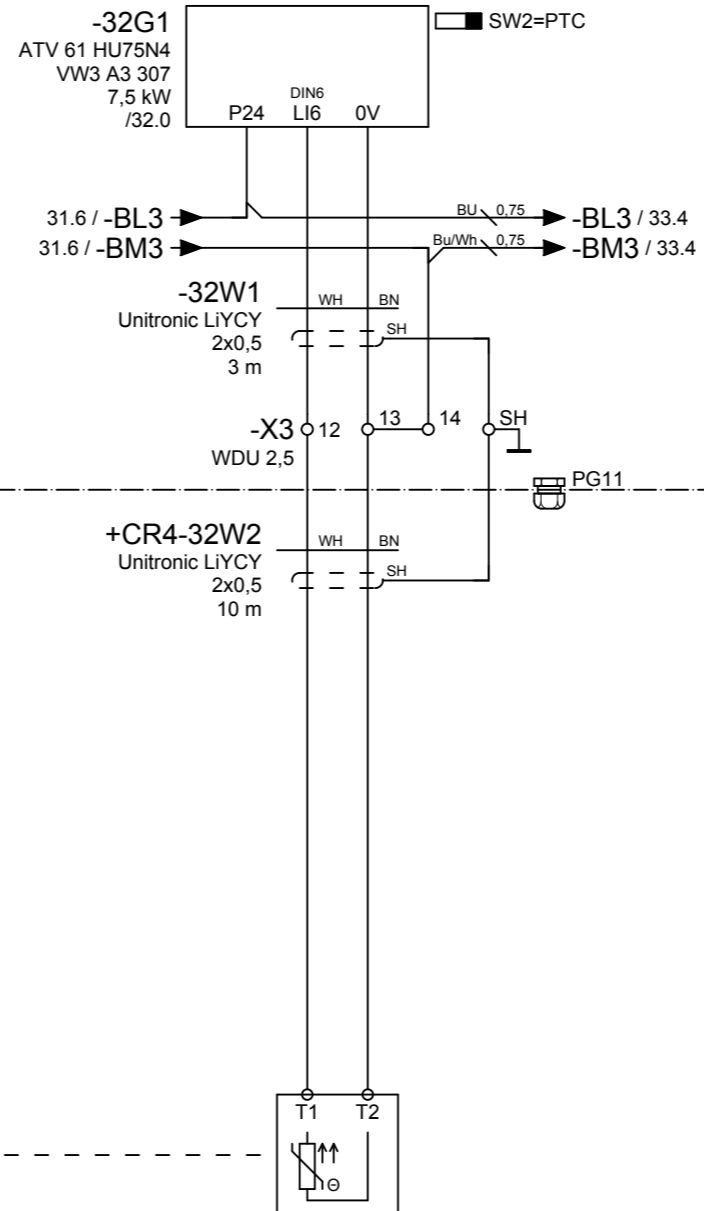 -32G1
ATV 61 HU75N4
VW3 A3 307
7,5 kW
/32.0
SW2=PTC
DIN6
P24 LI6 0V
31.6 / -BL3 BU 0,75 -BL3 / 33.4
31.6 / -BM3 Bu/Wh 0,75 -BM3 / 33.4
-32W1 WH BN
Unitronic LiYCY
2x0,5 SH
3 m
-X3 12 13 14 SH
WDU 2,5
PG11
+CR4-32W2 WH BN
Unitronic LiYCY
2x0,5 SH
10 m
T1 T2
Θ